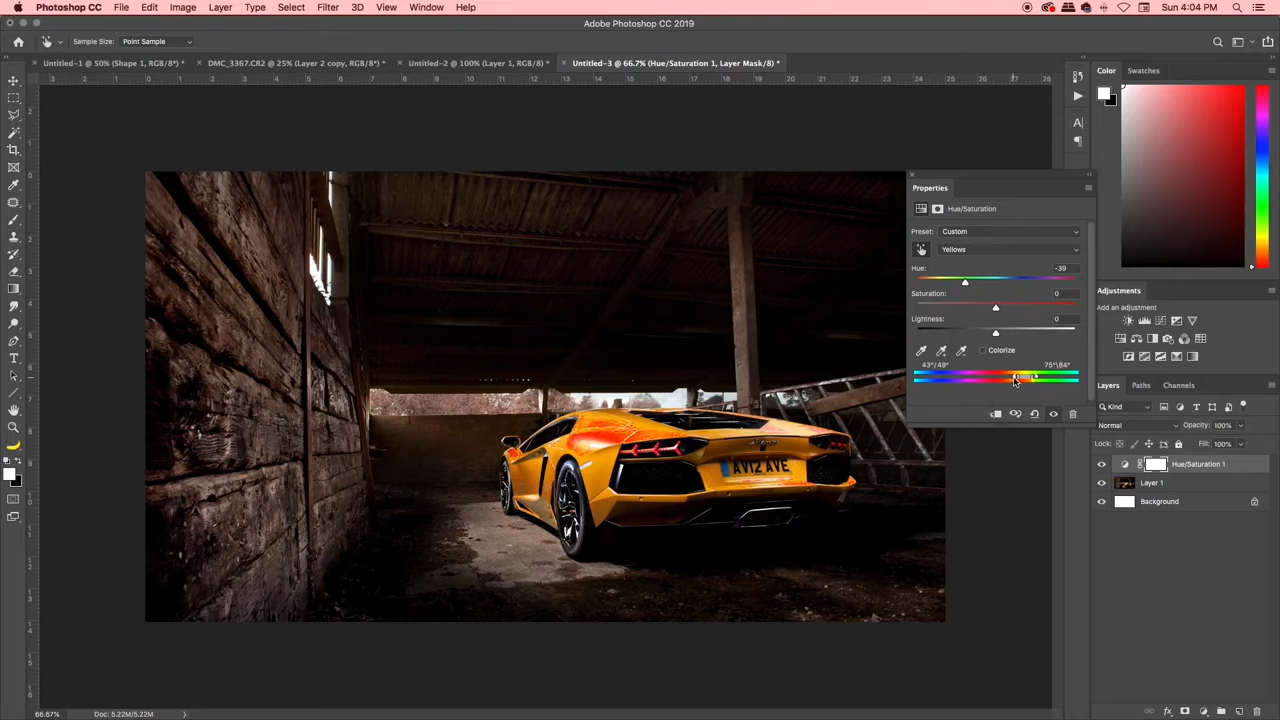 Photoshop CC File Edit Image Layer Type Select Filter 3D View Window Help Sun 4:04 PM
Adobe Photoshop CC 2019
Sample Size: Point Sample
Untitled-1 @ 50% (Shape 1, RGB/8*) * DMC_3367.CR2 @ 25% (Layer 2 copy, RGB/8*) * Untitled-2 @ 100% (Layer 1, RGB/8) * Untitled-3 @ 66.7% (Hue/Saturation 1, Layer Mask/8) *
Color Swatches
Properties
Hue/Saturation
Preset: Custom
Yellows
Hue: -39
Saturation: 0
Lightness: 0
Colorize
43°/49° 75°\84°
Adjustments
Add an adjustment
Layers Paths Channels
Kind
Normal Opacity: 100%
Lock: Fill: 100%
Hue/Saturation 1
Layer 1
Background
AV12 AVE
66.67% Doc: 5.22M/5.22M